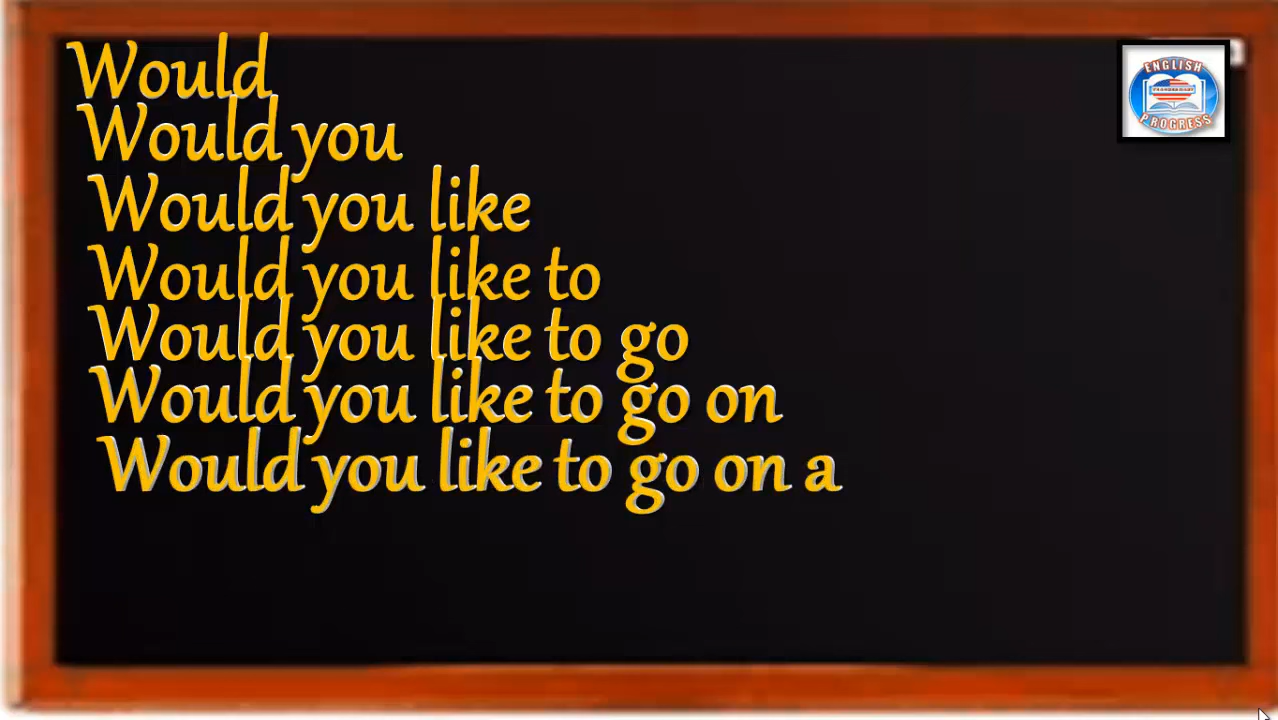 Would
Would you
Would you like
Would you like to
Would you like to go
Would you like to go on
Would you like to go on a
ENGLISH
PROGRESS